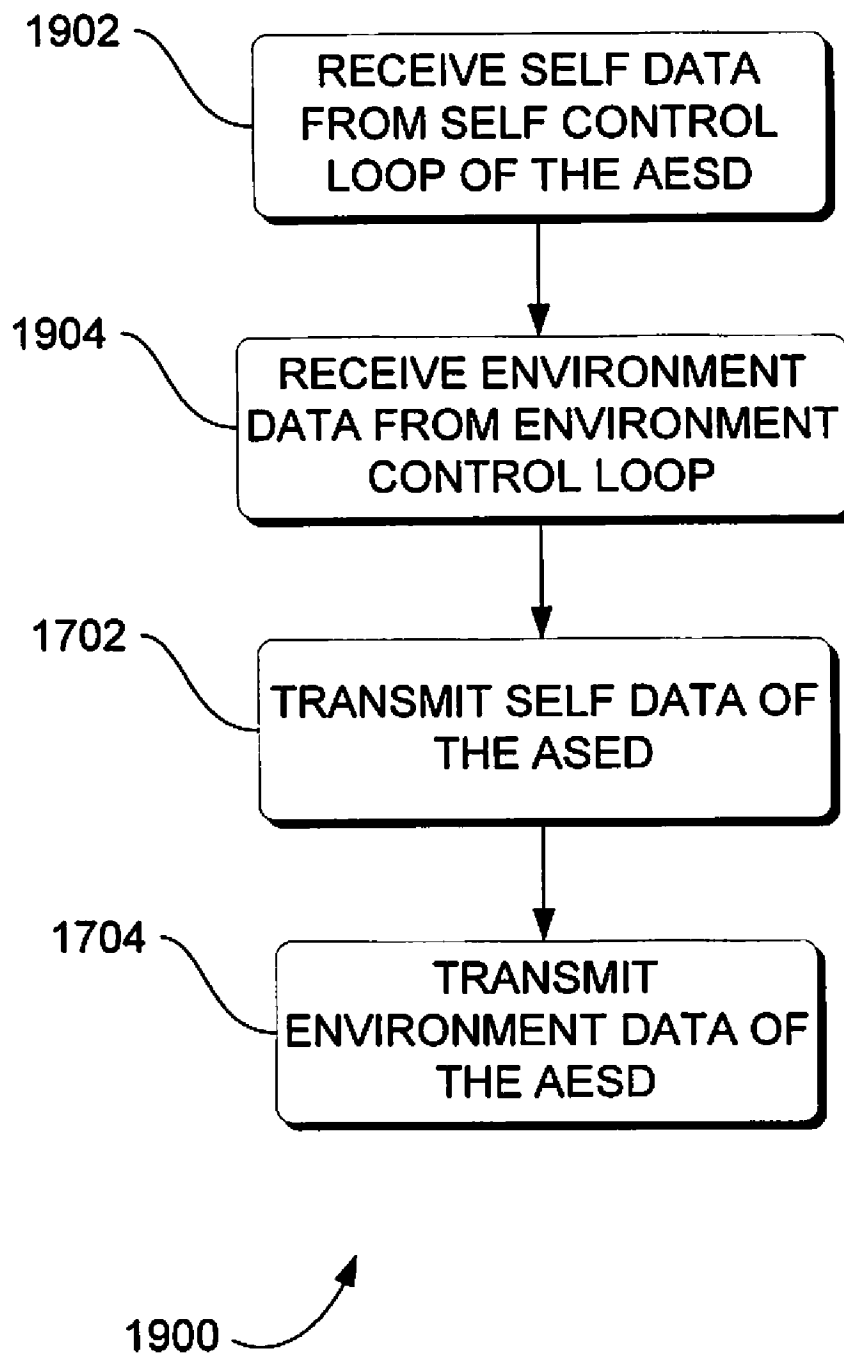 1902
RECEIVE SELF DATA
FROM SELF CONTROL
LOOP OF THE AESD
1904
RECEIVE ENVIRONMENT
DATA FROM ENVIRONMENT
CONTROL LOOP
1702
TRANSMIT SELF DATA OF
THE ASED
1704
TRANSMIT
ENVIRONMENT DATA OF
THE AESD
1900